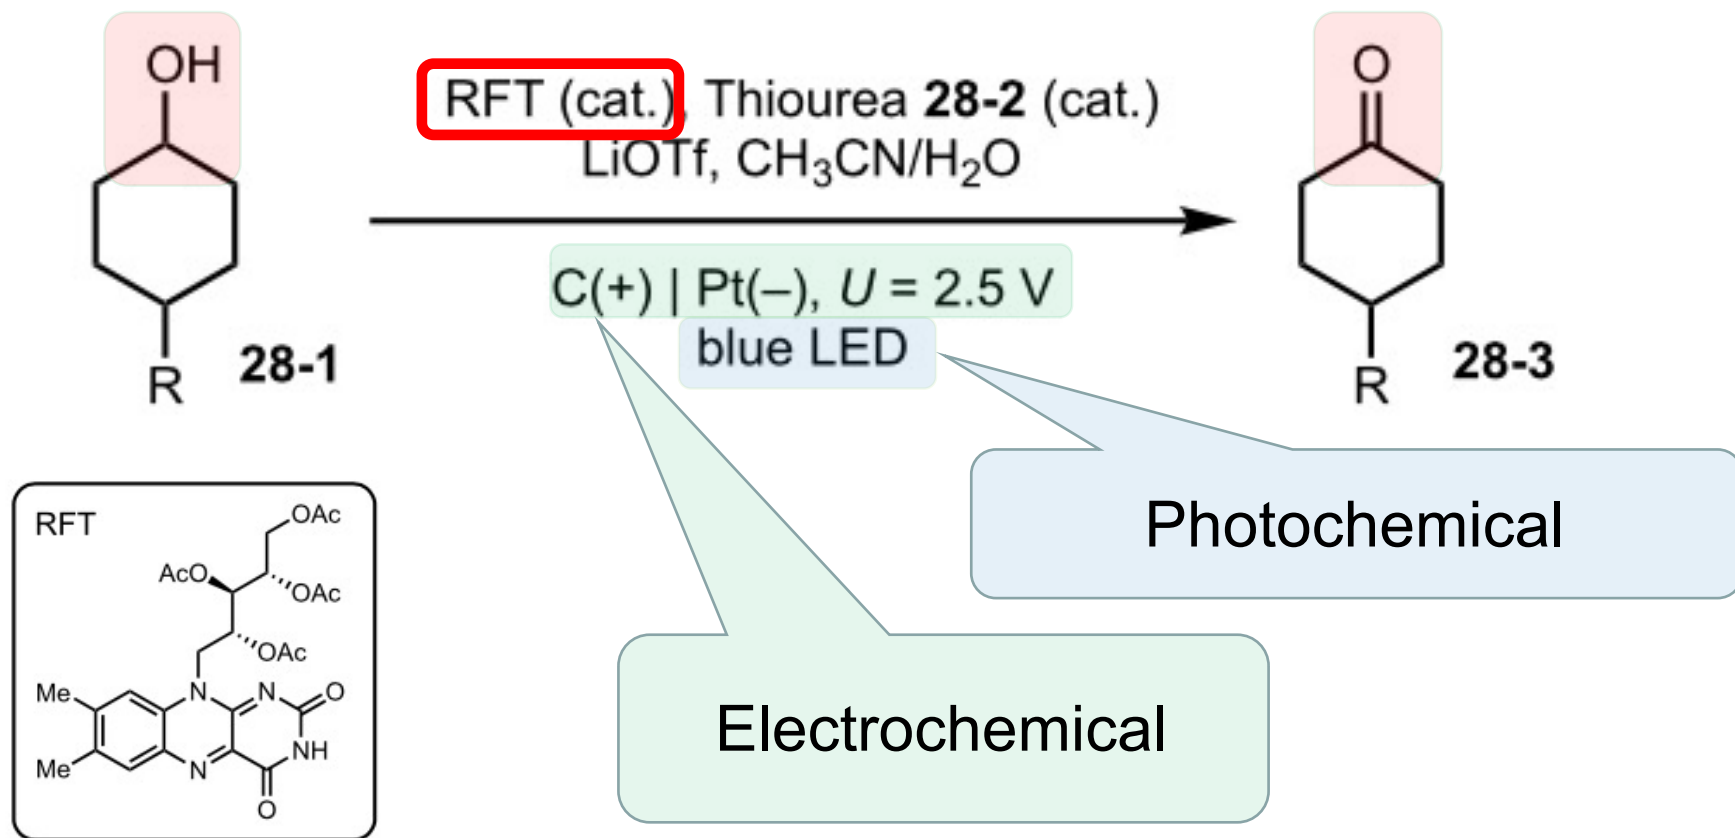 OH
RFT (cat.), Thiourea 28-2 (cat.)
LiOTf, CH₃CN/H₂O
O
C(+) | Pt(–), U = 2.5 V
blue LED
R
28-1
R
28-3
Photochemical
Electrochemical
RFT
OAc
AcO
OAc
OAc
Me
N
N
O
Me
N
NH
O